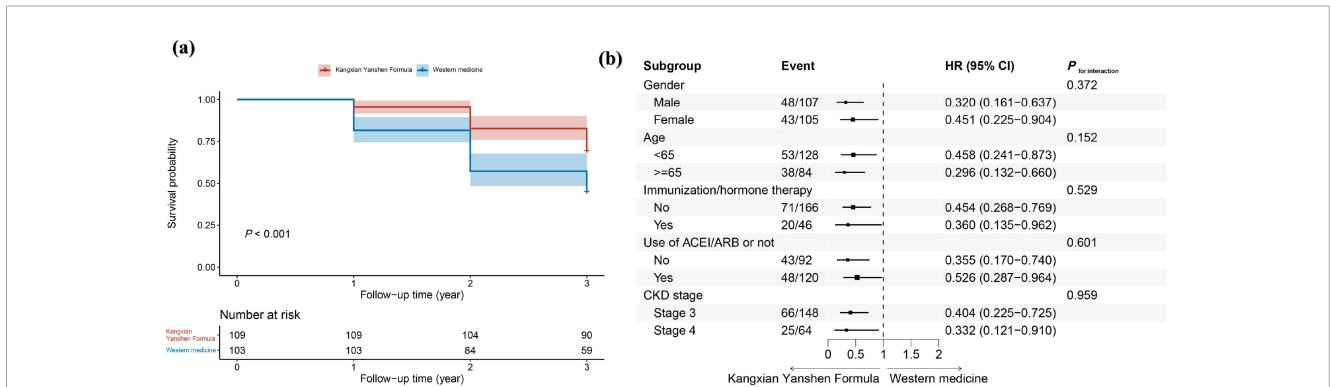 (a)
Kangxian Yanshen Formula Western medicine
Survival probability
1.00
0.75
0.50
0.25
0.00
P < 0.001
0 1 2 3
Follow-up time (year)
Number at risk
Kangxian
Yanshen Formula 109 109 104 90
Western medicine 103 103 84 59
0 1 2 3
Follow-up time (year)
(b)
Subgroup Event HR (95% CI) P for interaction
Gender 0.372
Male 48/107 0.320 (0.161−0.637)
Female 43/105 0.451 (0.225−0.904)
Age 0.152
<65 53/128 0.458 (0.241−0.873)
>=65 38/84 0.296 (0.132−0.660)
Immunization/hormone therapy 0.529
No 71/166 0.454 (0.268−0.769)
Yes 20/46 0.360 (0.135−0.962)
Use of ACEI/ARB or not 0.601
No 43/92 0.355 (0.170−0.740)
Yes 48/120 0.526 (0.287−0.964)
CKD stage 0.959
Stage 3 66/148 0.404 (0.225−0.725)
Stage 4 25/64 0.332 (0.121−0.910)
0 0.5 1 1.5 2
Kangxian Yanshen Formula Western medicine